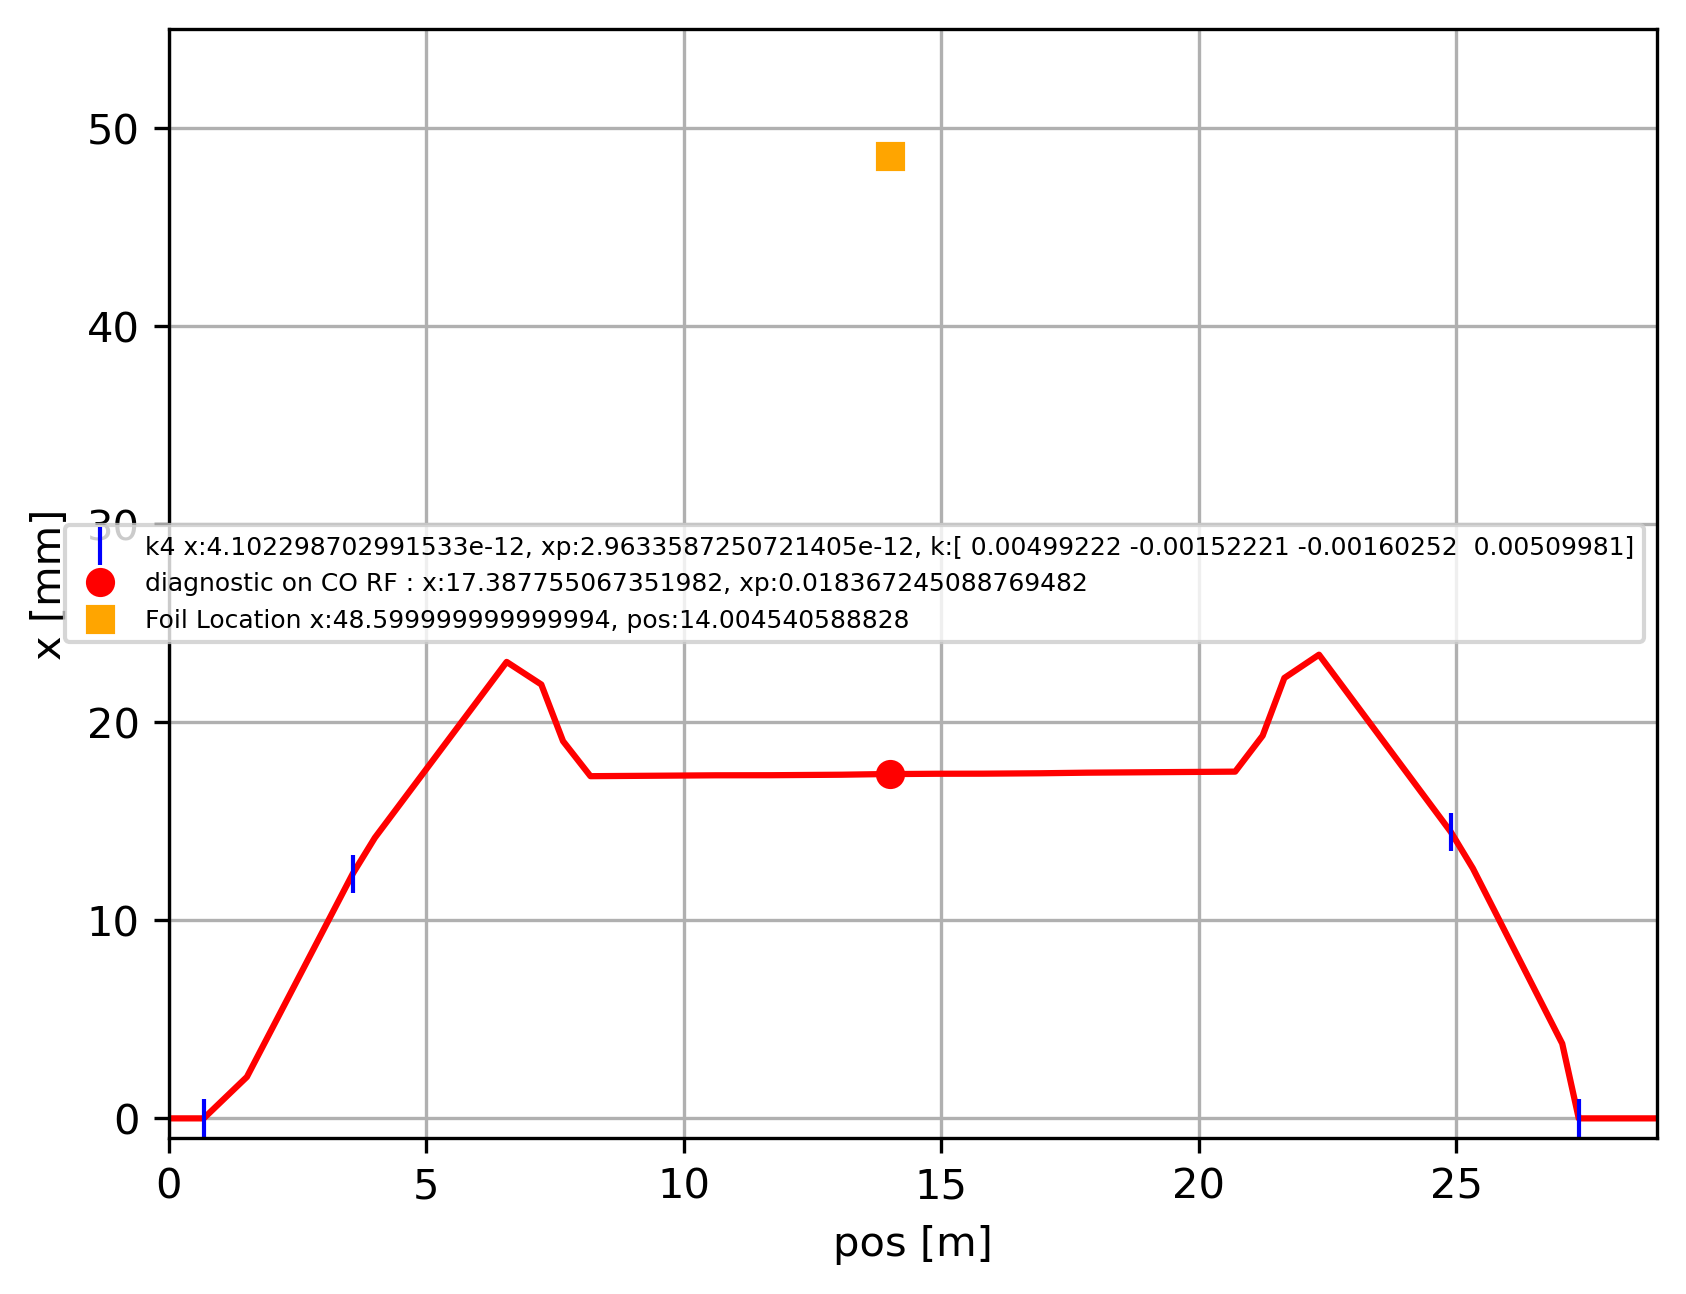 50
40
30
20
10
0
x [mm]
k4 x:4.102298702991533e-12, xp:2.9633587250721405e-12, k:[ 0.00499222 -0.00152221 -0.00160252  0.00509981]
diagnostic on CO RF : x:17.387755067351982, xp:0.018367245088769482
Foil Location x:48.599999999999994, pos:14.004540588828
0 5 10 15 20 25
pos [m]